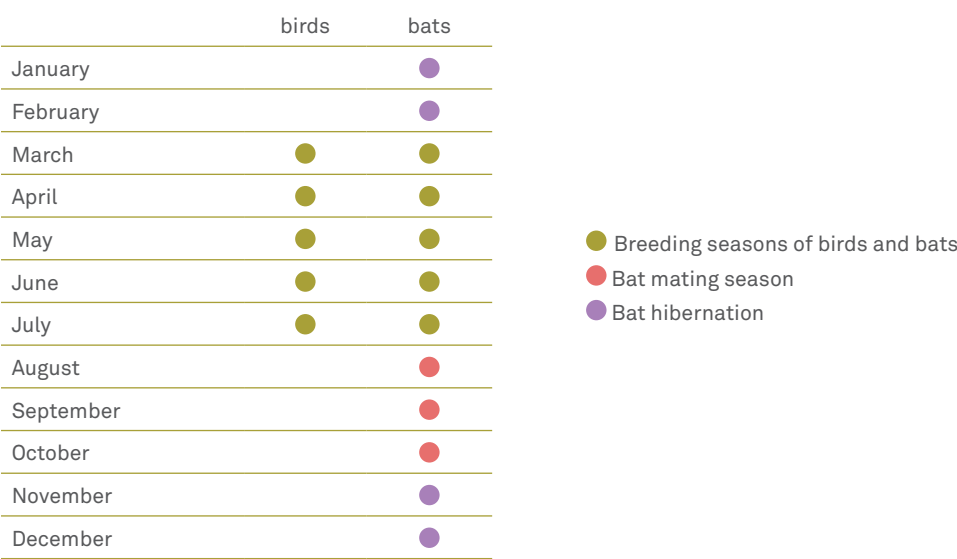 birds bats
January
February
March
April
May
June
July
August
September
October
November
December
Breeding seasons of birds and bats
Bat mating season
Bat hibernation